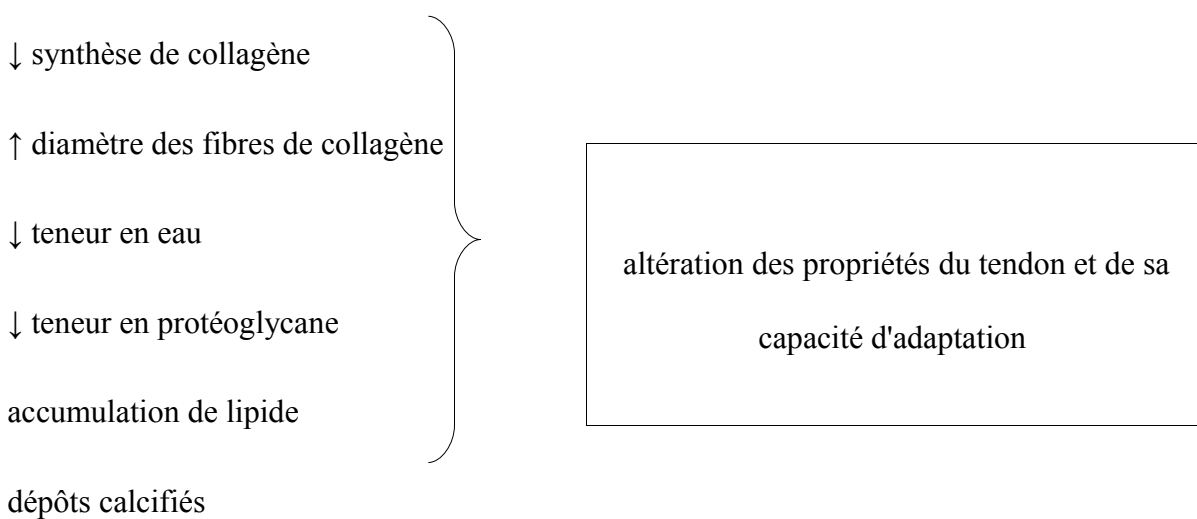 ↓ synthèse de collagène
↑ diamètre des fibres de collagène
↓ teneur en eau
↓ teneur en protéoglycane
accumulation de lipide
dépôts calcifiés
altération des propriétés du tendon et de sa
capacité d'adaptation